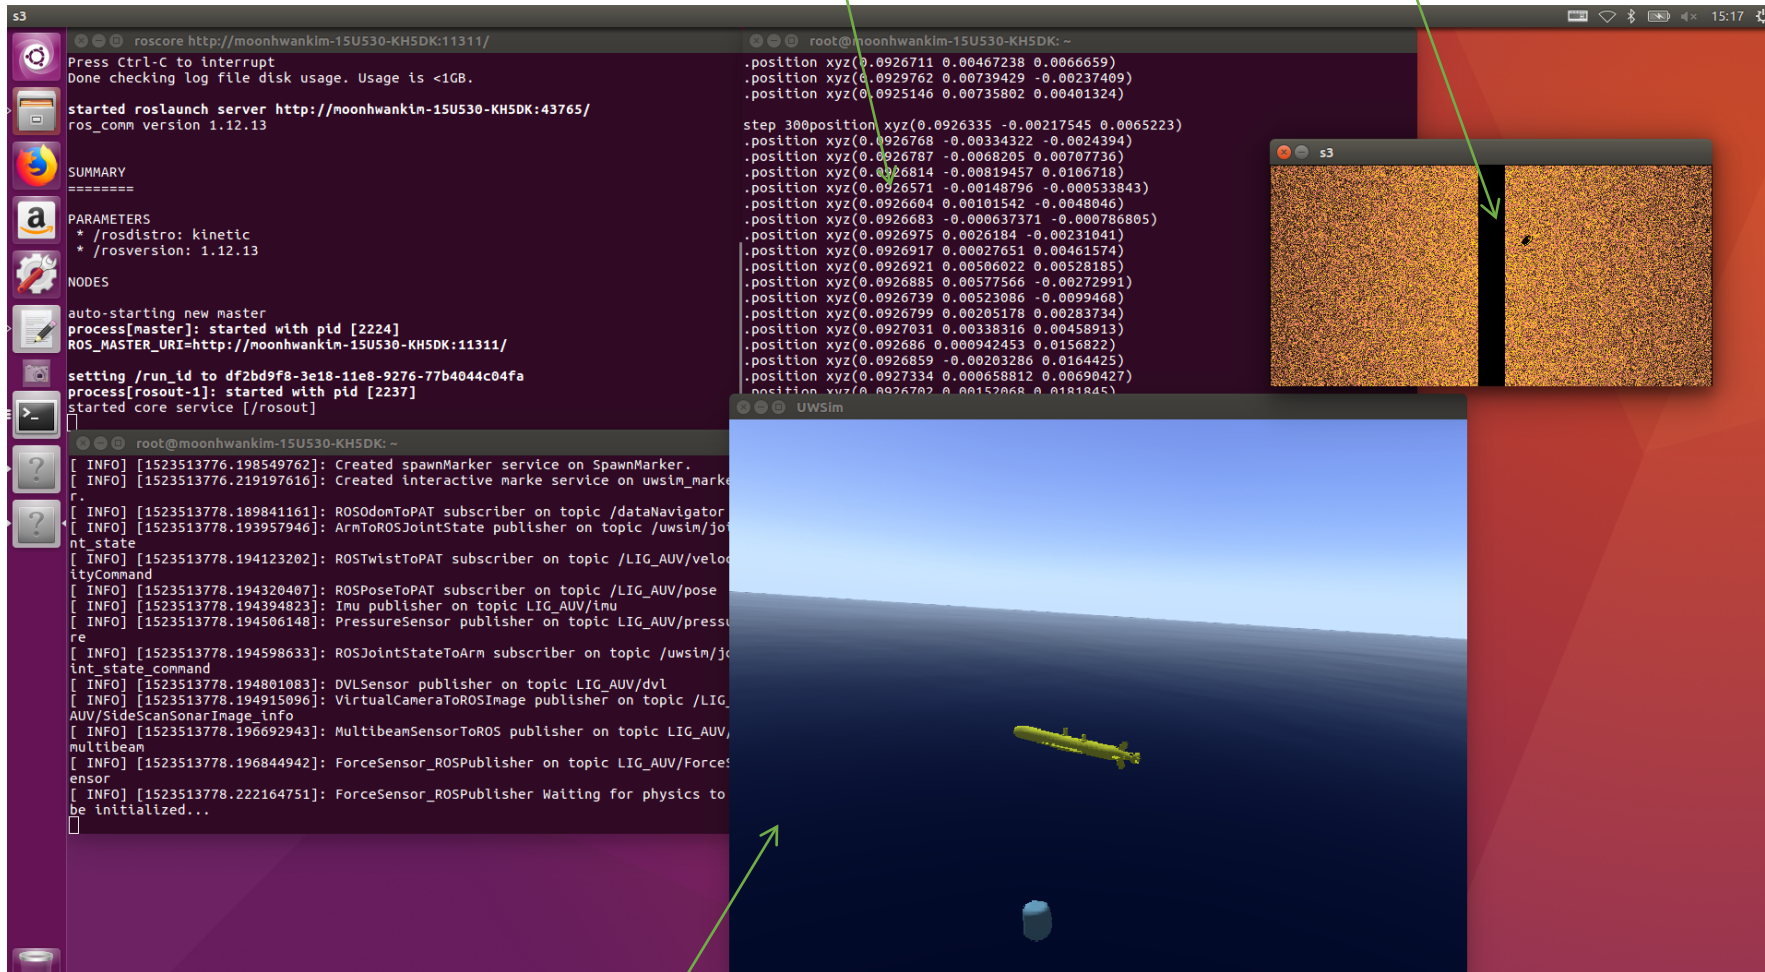 s3
15:17
roscore http://moonhwankim-15U530-KH5DK:11311/
Press Ctrl-C to interrupt
Done checking log file disk usage. Usage is <1GB.
started roslaunch server http://moonhwankim-15U530-KH5DK:43765/
ros_comm version 1.12.13
SUMMARY
========
PARAMETERS
* /rosdistro: kinetic
* /rosversion: 1.12.13
NODES
auto-starting new master
process[master]: started with pid [2224]
ROS_MASTER_URI=http://moonhwankim-15U530-KH5DK:11311/
setting /run_id to df2bd9f8-3e18-11e8-9276-77b4044c04fa
process[rosout-1]: started with pid [2237]
started core service [/rosout]
root@moonhwankim-15U530-KH5DK: ~
.position xyz(0.0926711 0.00467238 0.0066659)
.position xyz(0.0929762 0.00739429 -0.00237409)
.position xyz(0.0925146 0.00735802 0.00401324)
step 300position xyz(0.0926335 -0.00217545 0.0065223)
.position xyz(0.0926768 -0.00334322 -0.0024394)
.position xyz(0.0926787 -0.0068205 0.00707736)
.position xyz(0.0926814 -0.00819457 0.0106718)
.position xyz(0.0926571 -0.00148796 -0.000533843)
.position xyz(0.0926604 0.00101542 -0.0048046)
.position xyz(0.0926683 -0.000637371 -0.000786805)
.position xyz(0.0926975 0.0026184 -0.00231041)
.position xyz(0.0926917 0.00027651 0.00461574)
.position xyz(0.0926921 0.00506022 0.00528185)
.position xyz(0.0926885 0.00577566 -0.00272991)
.position xyz(0.0926739 0.00523086 -0.0099468)
.position xyz(0.0926799 0.00205178 0.00283734)
.position xyz(0.0927031 0.00338316 0.00458913)
.position xyz(0.092686 0.000942453 0.0156822)
.position xyz(0.0926859 -0.00203286 0.0164425)
.position xyz(0.0927334 0.000658812 0.00690427)
.position xyz(0.0926702 0.00152068 0.0181845)
s3
root@moonhwankim-15U530-KH5DK: ~
[ INFO] [1523513776.198549762]: Created spawnMarker service on SpawnMarker.
[ INFO] [1523513776.219197616]: Created interactive marke service on uwsim_marke
r.
[ INFO] [1523513778.189841161]: ROSOdomToPAT subscriber on topic /dataNavigator
[ INFO] [1523513778.193957946]: ArmToROSJointState publisher on topic /uwsim/joi
nt_state
[ INFO] [1523513778.194123202]: ROSTwistToPAT subscriber on topic /LIG_AUV/veloc
ityCommand
[ INFO] [1523513778.194320407]: ROSPoseToPAT subscriber on topic /LIG_AUV/pose
[ INFO] [1523513778.194394823]: Imu publisher on topic LIG_AUV/imu
[ INFO] [1523513778.194506148]: PressureSensor publisher on topic LIG_AUV/pressu
re
[ INFO] [1523513778.194598633]: ROSJointStateToArm subscriber on topic /uwsim/jo
int_state_command
[ INFO] [1523513778.194801083]: DVLSensor publisher on topic LIG_AUV/dvl
[ INFO] [1523513778.194915096]: VirtualCameraToROSImage publisher on topic /LIG_
AUV/SideScanSonarImage_info
[ INFO] [1523513778.196692943]: MultibeamSensorToROS publisher on topic LIG_AUV/
multibeam
[ INFO] [1523513778.196844942]: ForceSensor_ROSPublisher on topic LIG_AUV/ForceS
ensor
[ INFO] [1523513778.222164751]: ForceSensor_ROSPublisher Waiting for physics to
be initialized...
UWSim